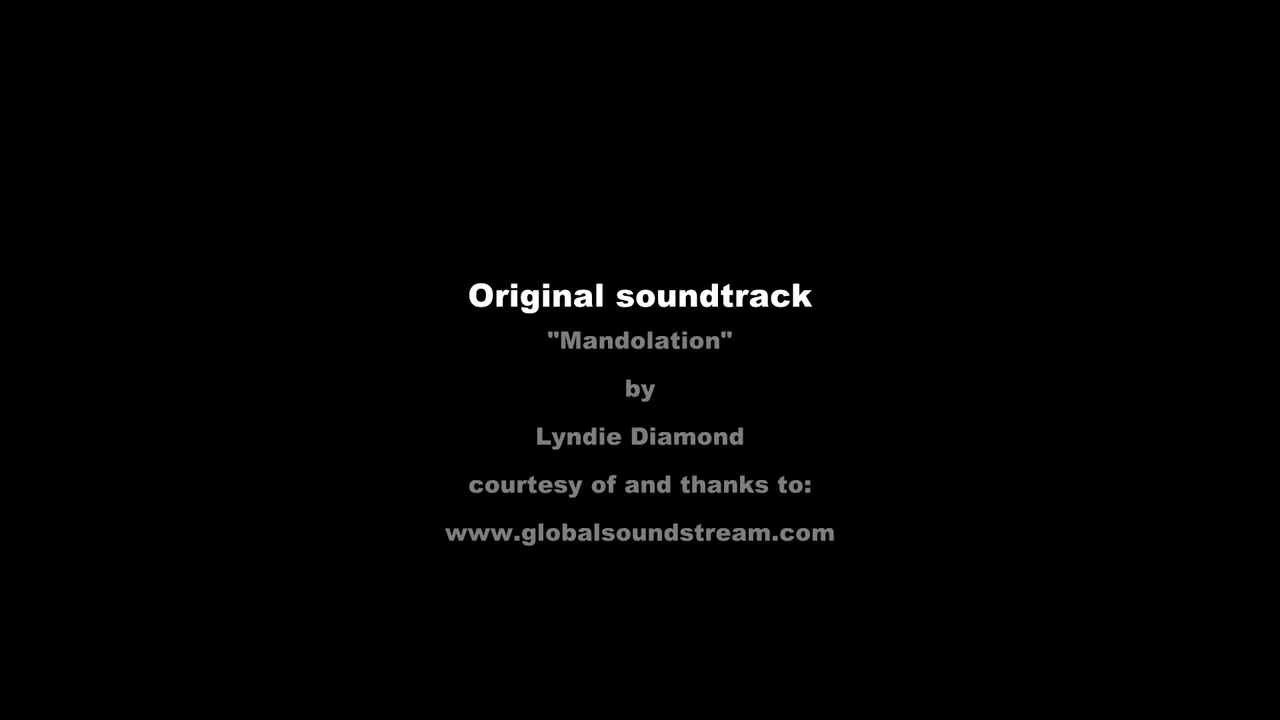 Original soundtrack
"Mandolation"
by
Lyndie Diamond
courtesy of and thanks to:
www.globalsoundstream.com